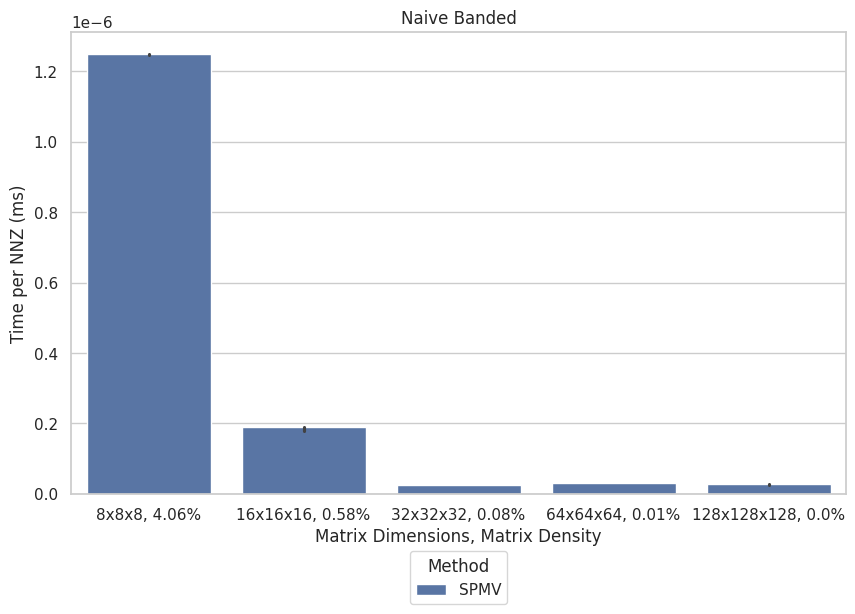 Naive Banded
1e−6
1.2
1.0
0.8
0.6
0.4
0.2
0.0
Time per NNZ (ms)
8x8x8, 4.06%
16x16x16, 0.58%
32x32x32, 0.08%
64x64x64, 0.01%
128x128x128, 0.0%
Matrix Dimensions, Matrix Density
Method
SPMV